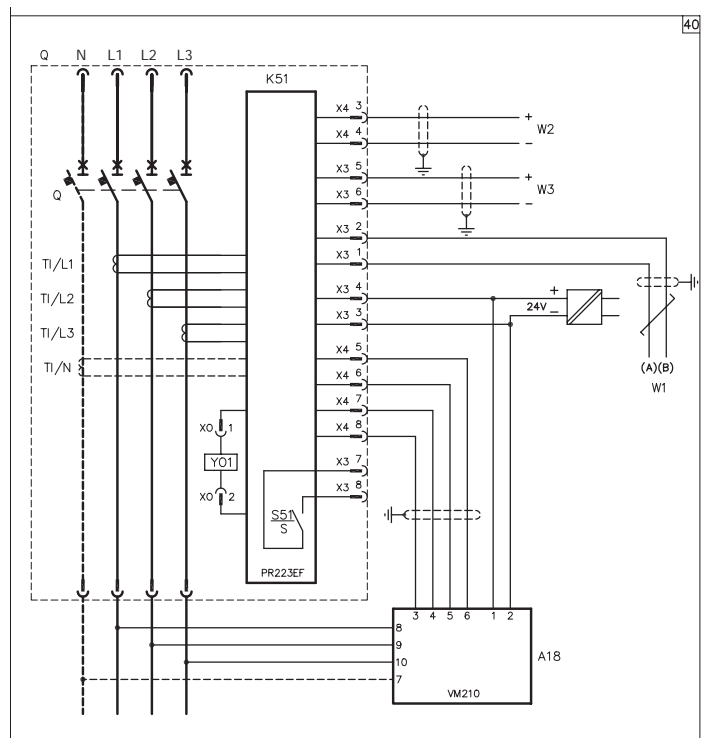 40
Q N L1 L2 L3
K51
X4 3
+
W2
X4 4
−
X3 5
+
W3
Q
X3 6
−
X3 2
TI/L1
X3 1
TI/L2
X3 4
+
24V
−
X3 3
TI/L3
TI/N
X4 5
(A)(B)
X4 6
W1
X4 7
X0 1
X4 8
Y01
X3 7
X0 2
X3 8
S51
S
PR223EF
3 4 5 6 1 2
8
9
A18
10
7
VM210